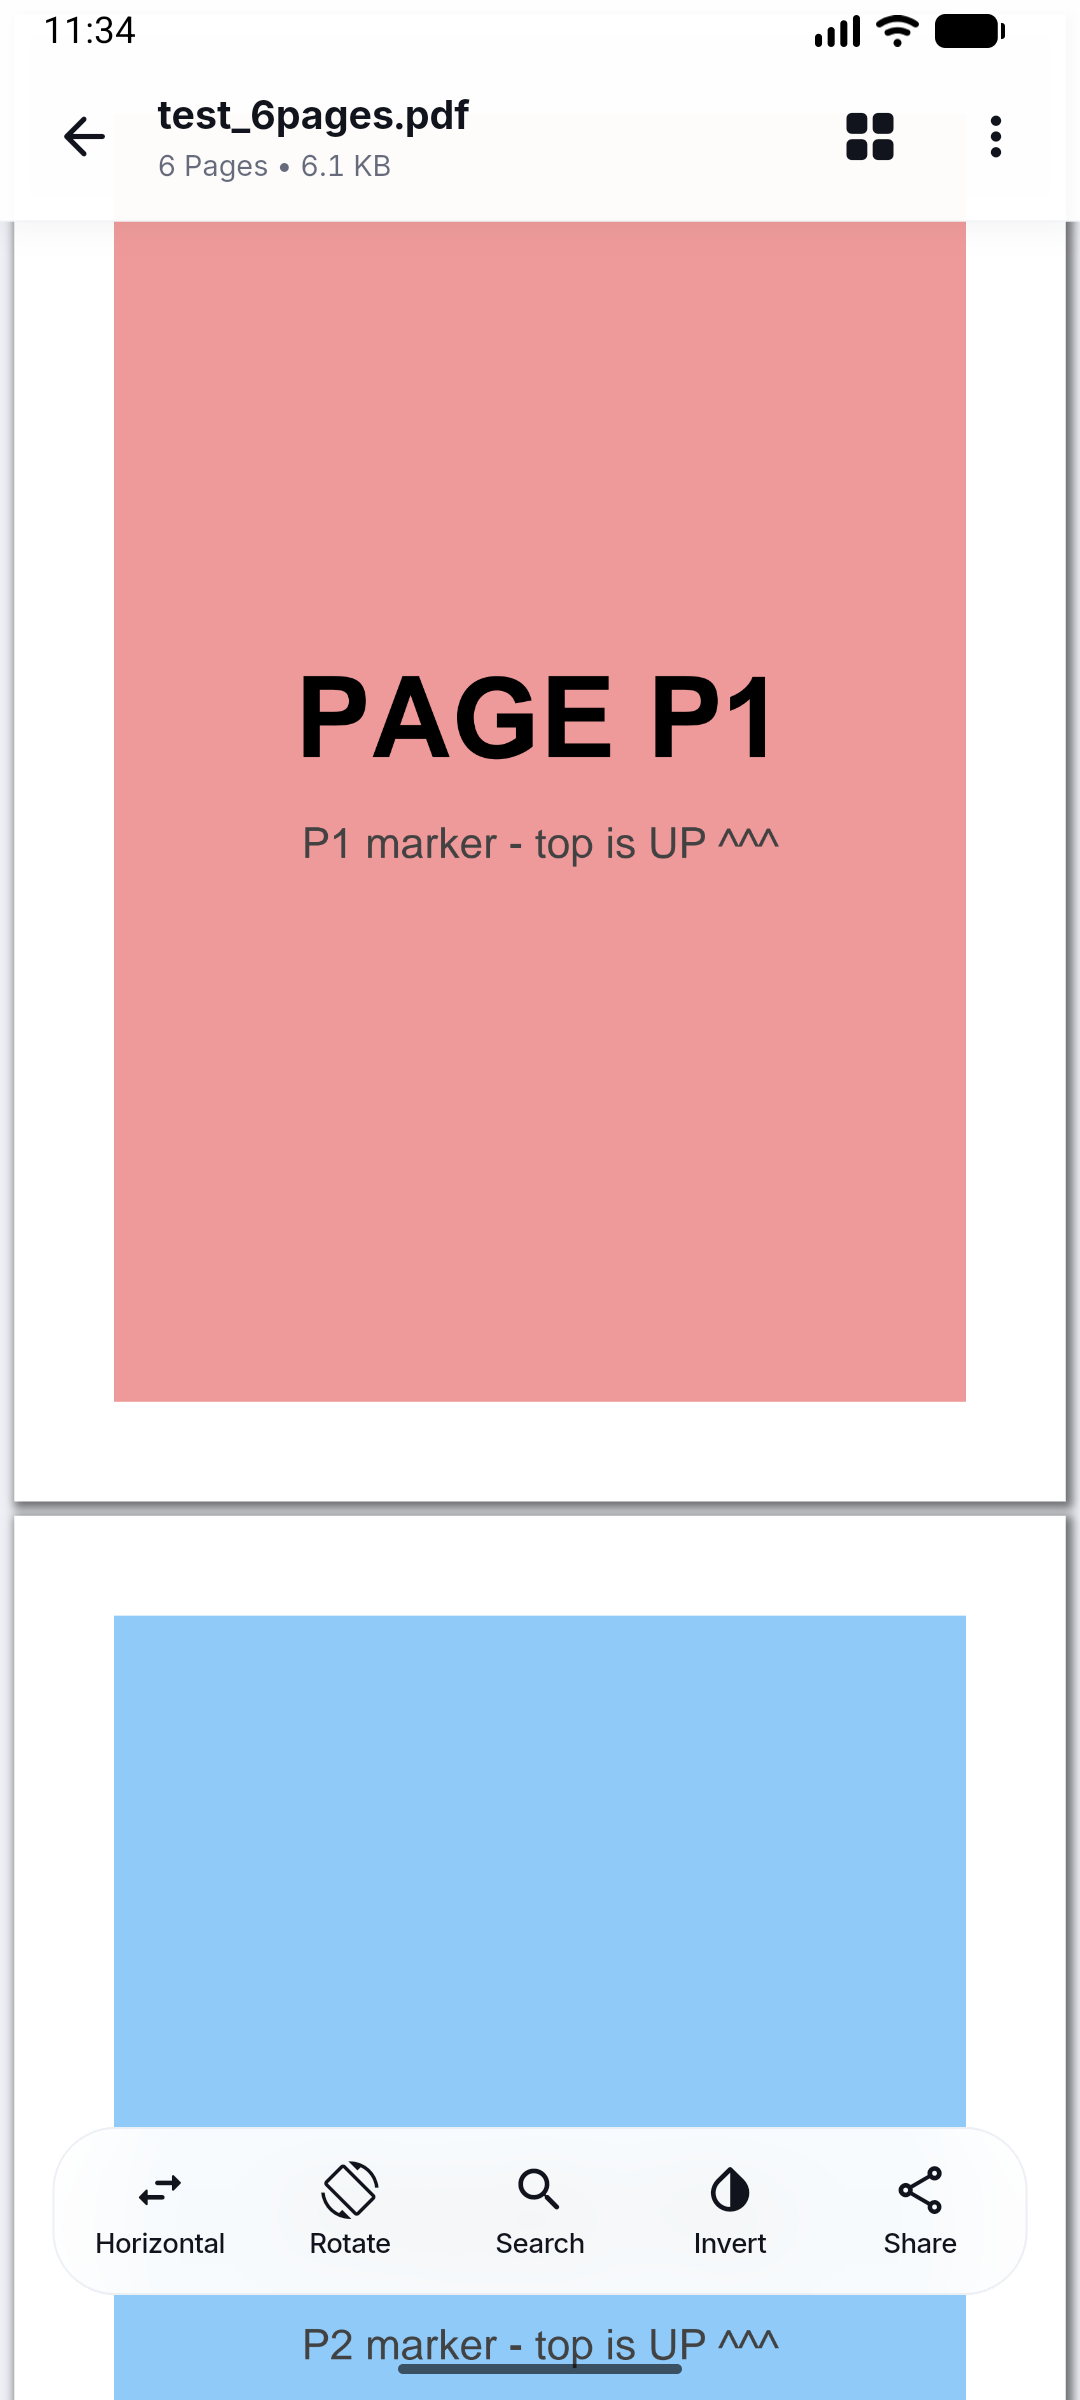 11:34
test_6pages.pdf
6 Pages • 6.1 KB
PAGE P1
P1 marker - top is UP ^^^
Horizontal
Rotate
Search
Invert
Share
P2 marker - top is UP ^^^